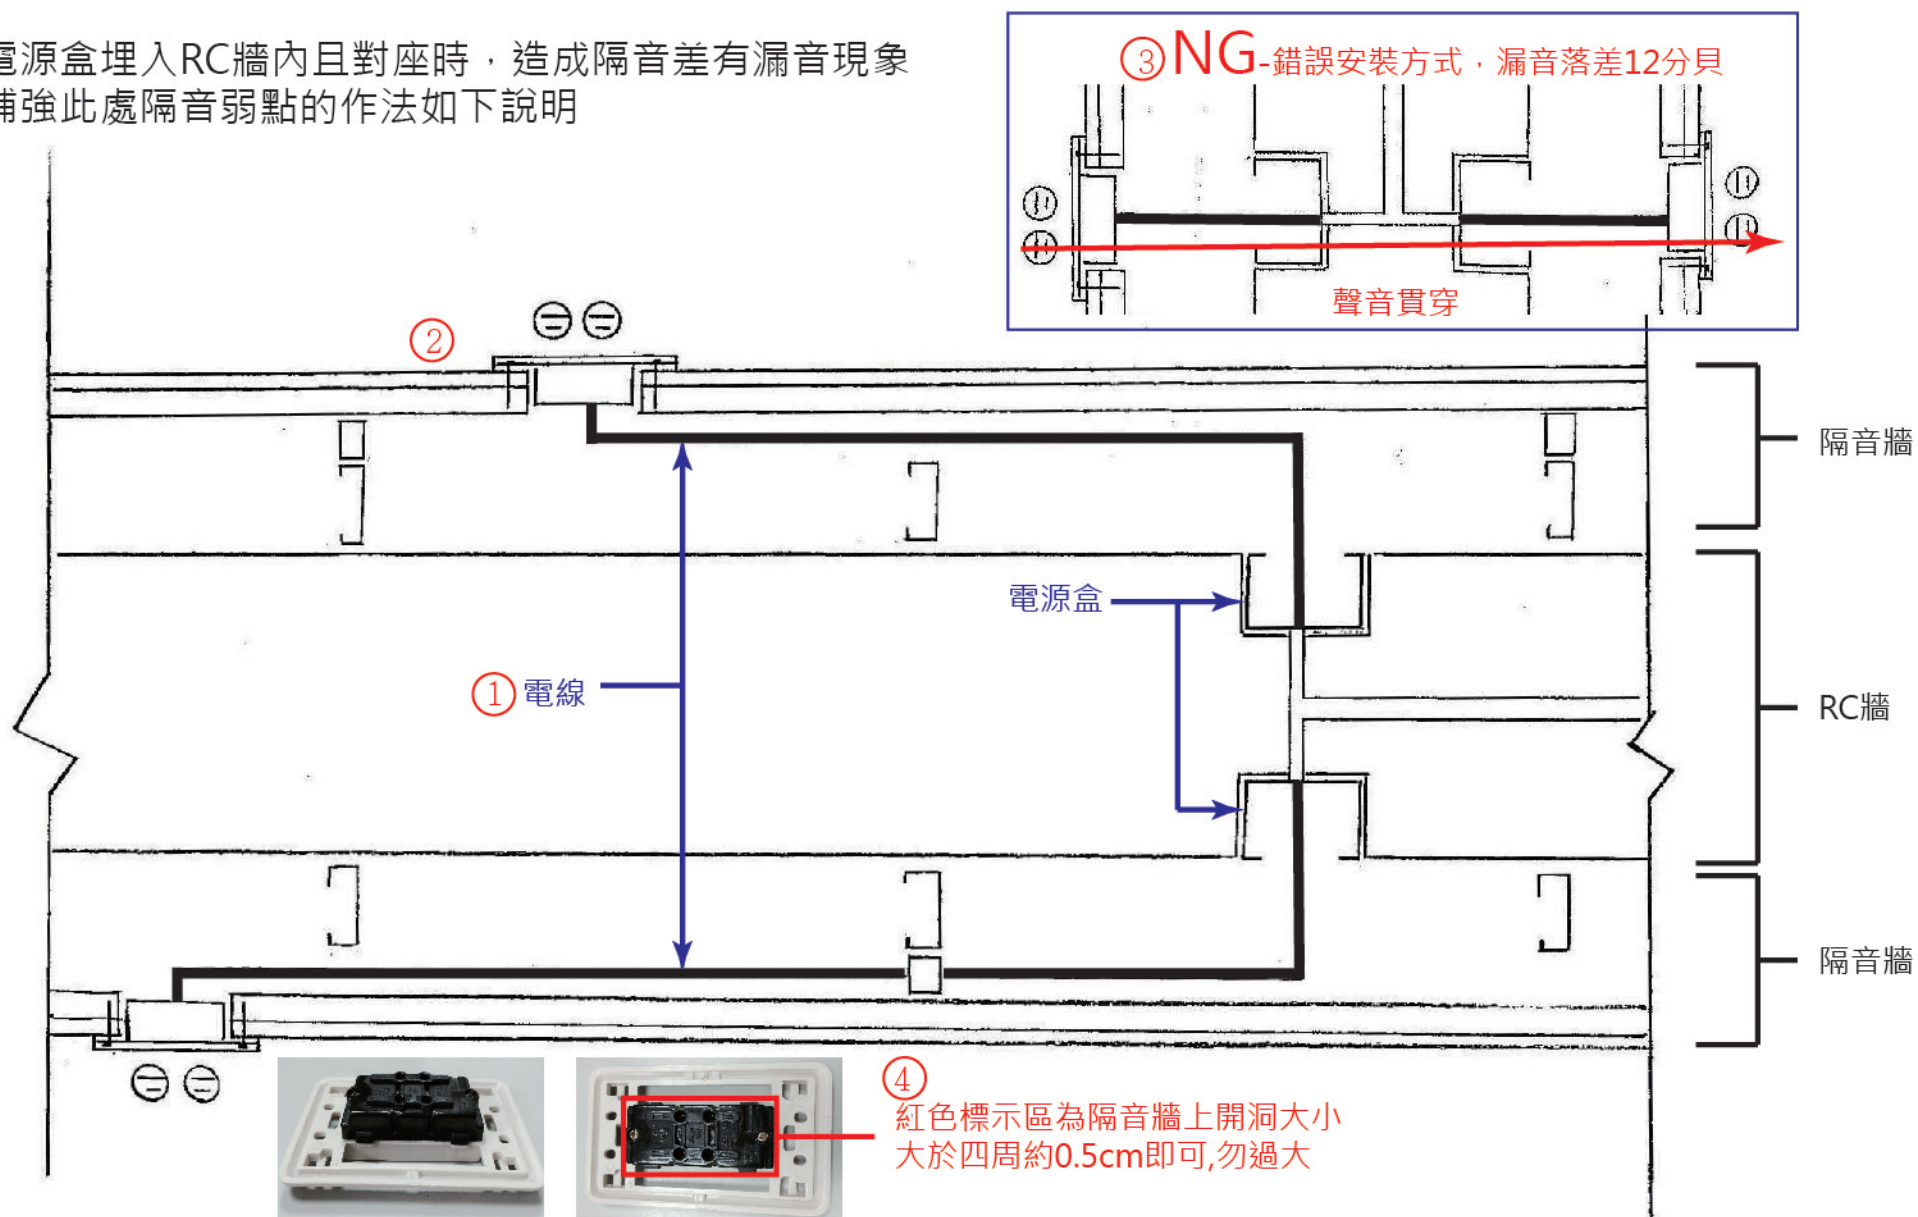 電源盒埋入RC牆內且對座時，造成隔音差有漏音現象
補強此處隔音弱點的作法如下說明
③NG-錯誤安裝方式，漏音落差12分貝
聲音貫穿
②
隔音牆
電源盒
①電線
RC牆
隔音牆
④
紅色標示區為隔音牆上開洞大小
大於四周約0.5cm即可,勿過大